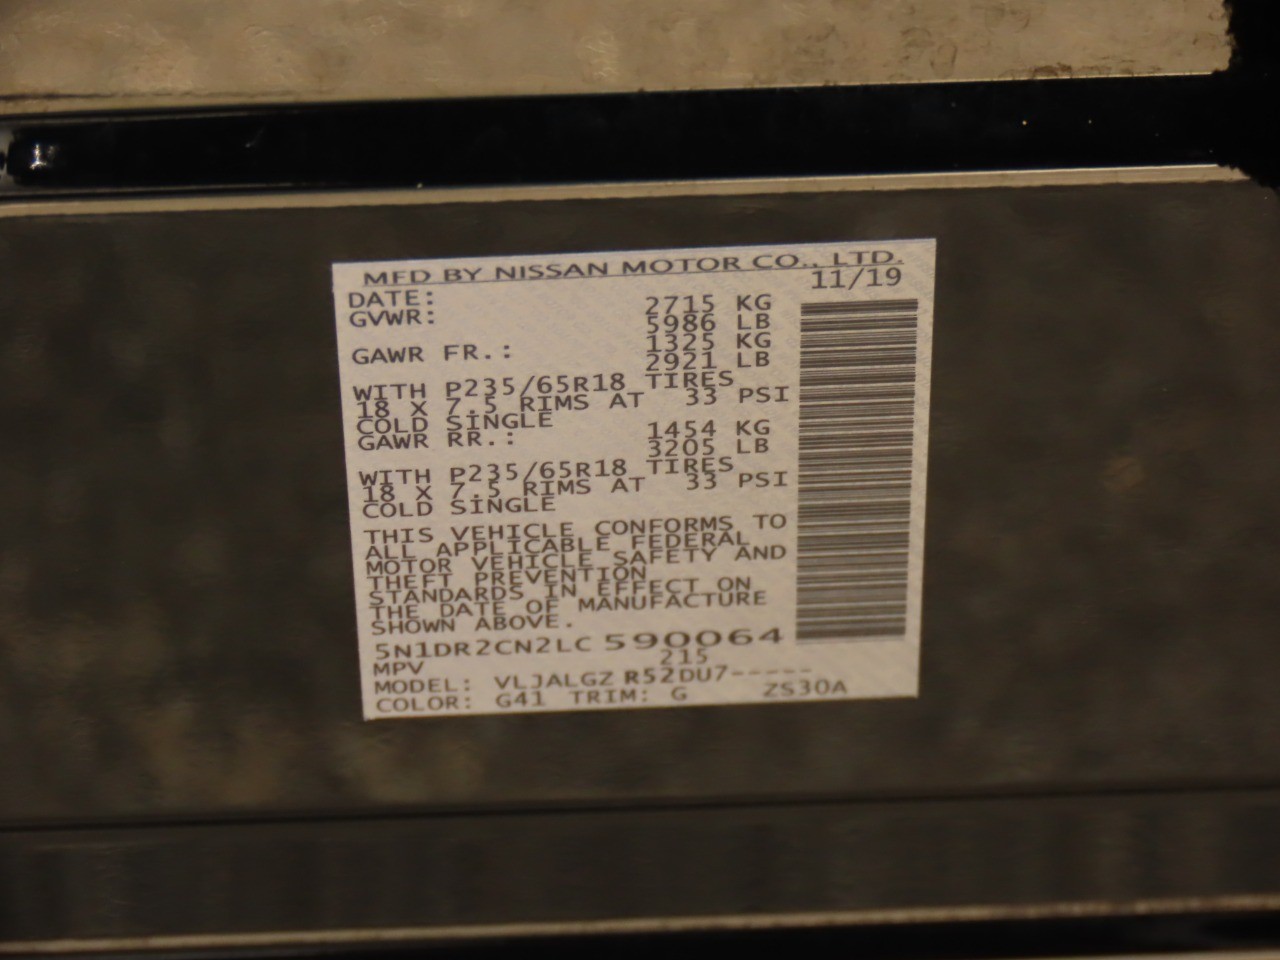 MFD BY NISSAN MOTOR CO., LTD.
DATE: 11/19
GVWR: 2715 KG
5986 LB
GAWR FR.: 1325 KG
2921 LB
WITH P235/65R18 TIRES
18 X 7.5 RIMS AT 33 PSI
COLD SINGLE
GAWR RR.: 1454 KG
3205 LB
WITH P235/65R18 TIRES
18 X 7.5 RIMS AT 33 PSI
COLD SINGLE
THIS VEHICLE CONFORMS TO
ALL APPLICABLE FEDERAL
MOTOR VEHICLE SAFETY AND
THEFT PREVENTION
STANDARDS IN EFFECT ON
THE DATE OF MANUFACTURE
SHOWN ABOVE.
5N1DR2CN2LC590064
MPV 215
MODEL: VLJALGZ R52DU7-----
COLOR: G41 TRIM: G ZS30A